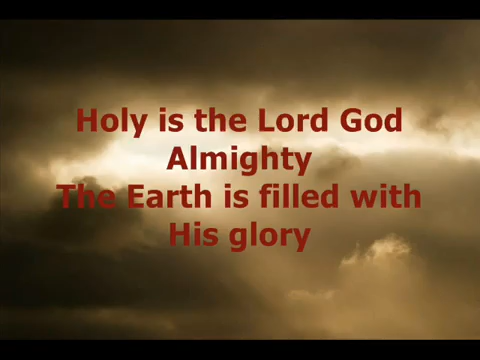 Holy is the Lord God
Almighty
The Earth is filled with
His glory